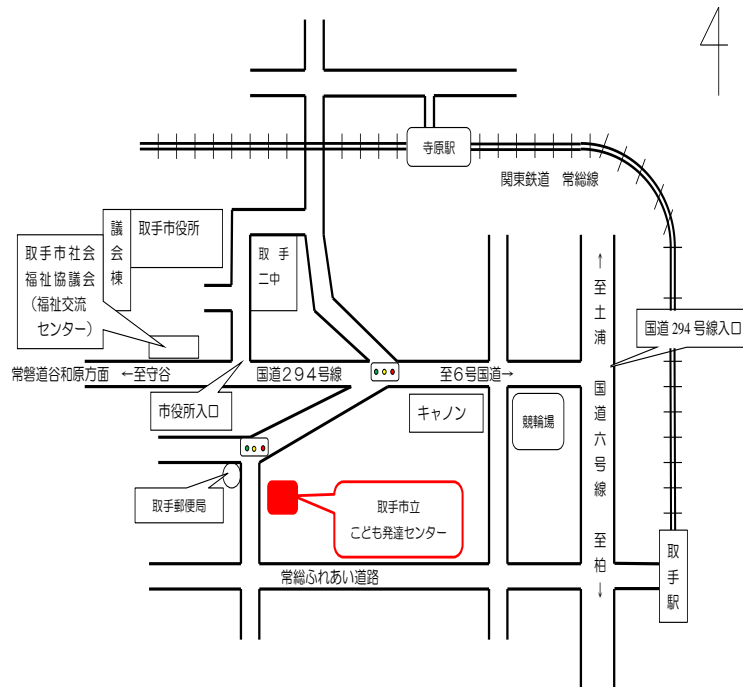 寺原駅
関東鉄道　常総線
議会棟
取手市役所
取手市社会
福祉協議会
（福祉交流
センター）
取手
二中
↑至土浦　国道六号線　至柏↓
国道294号線入口
常磐道谷和原方面　←至守谷
国道２９４号線
至６号国道→
市役所入口
キャノン
競輪場
取手郵便局
取手市立
こども発達センター
常総ふれあい道路
取手駅